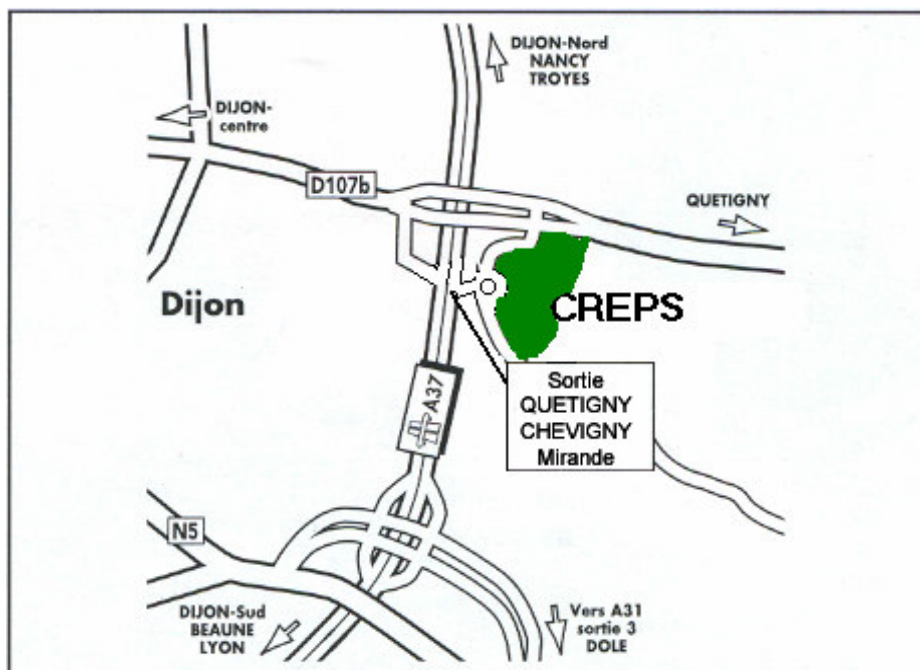 DIJON-Nord
NANCY
TROYES
DIJON-
centre
D107b
QUETIGNY
Dijon
CREPS
Sortie
QUETIGNY
CHEVIGNY
Mirande
A37
N5
DIJON-Sud
BEAUNE
LYON
Vers A31
sortie 3
DOLE